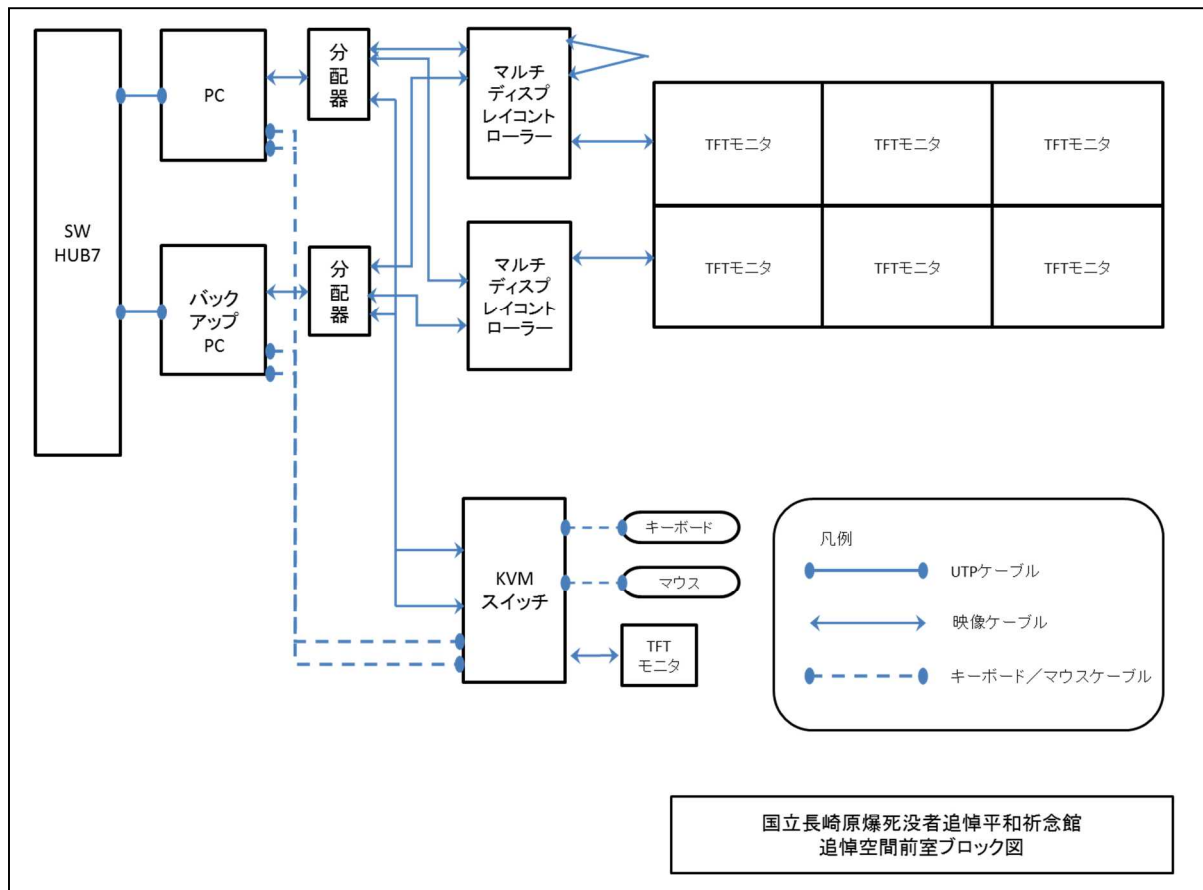 SW
HUB7
PC
分
配
器
マルチ
ディスプ
レイコント
ローラー
TFTモニタ
TFTモニタ
TFTモニタ
バック
アップ
PC
分
配
器
マルチ
ディスプ
レイコント
ローラー
TFTモニタ
TFTモニタ
TFTモニタ
KVM
スイッチ
キーボード
マウス
TFT
モニタ
凡例
UTPケーブル
映像ケーブル
キーボード／マウスケーブル
国立長崎原爆死没者追悼平和祈念館
追悼空間前室ブロック図